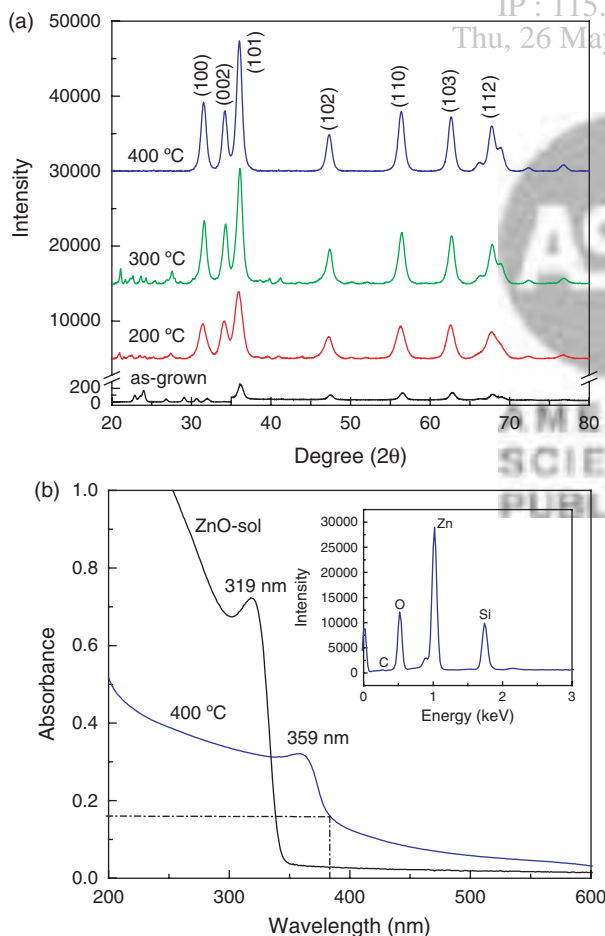 IP : 115.
Thu, 26 May
(a)
50000
40000
30000
20000
10000
200
0
Intensity
(100)
(002)
(101)
(102)
(110)
(103)
(112)
400 ºC
300 ºC
200 ºC
as-grown
20 30 40 50 60 70 80
Degree (2θ)
AME
SCIE
PUBL
(b)
1.0
0.8
0.6
0.4
0.2
0.0
Absorbance
ZnO-sol
319 nm
400 ºC
359 nm
30000
25000
20000
15000
10000
5000
0
Intensity
Zn
O
Si
C
0 1 2 3
Energy (keV)
200 300 400 500 600
Wavelength (nm)